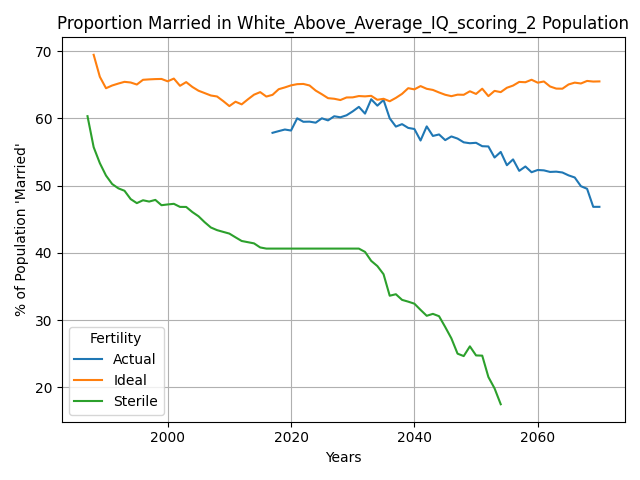 Proportion Married in White_Above_Average_IQ_scoring_2 Population
% of Population 'Married'
70
60
50
40
30
20
Fertility
Actual
Ideal
Sterile
2000
2020
2040
2060
Years